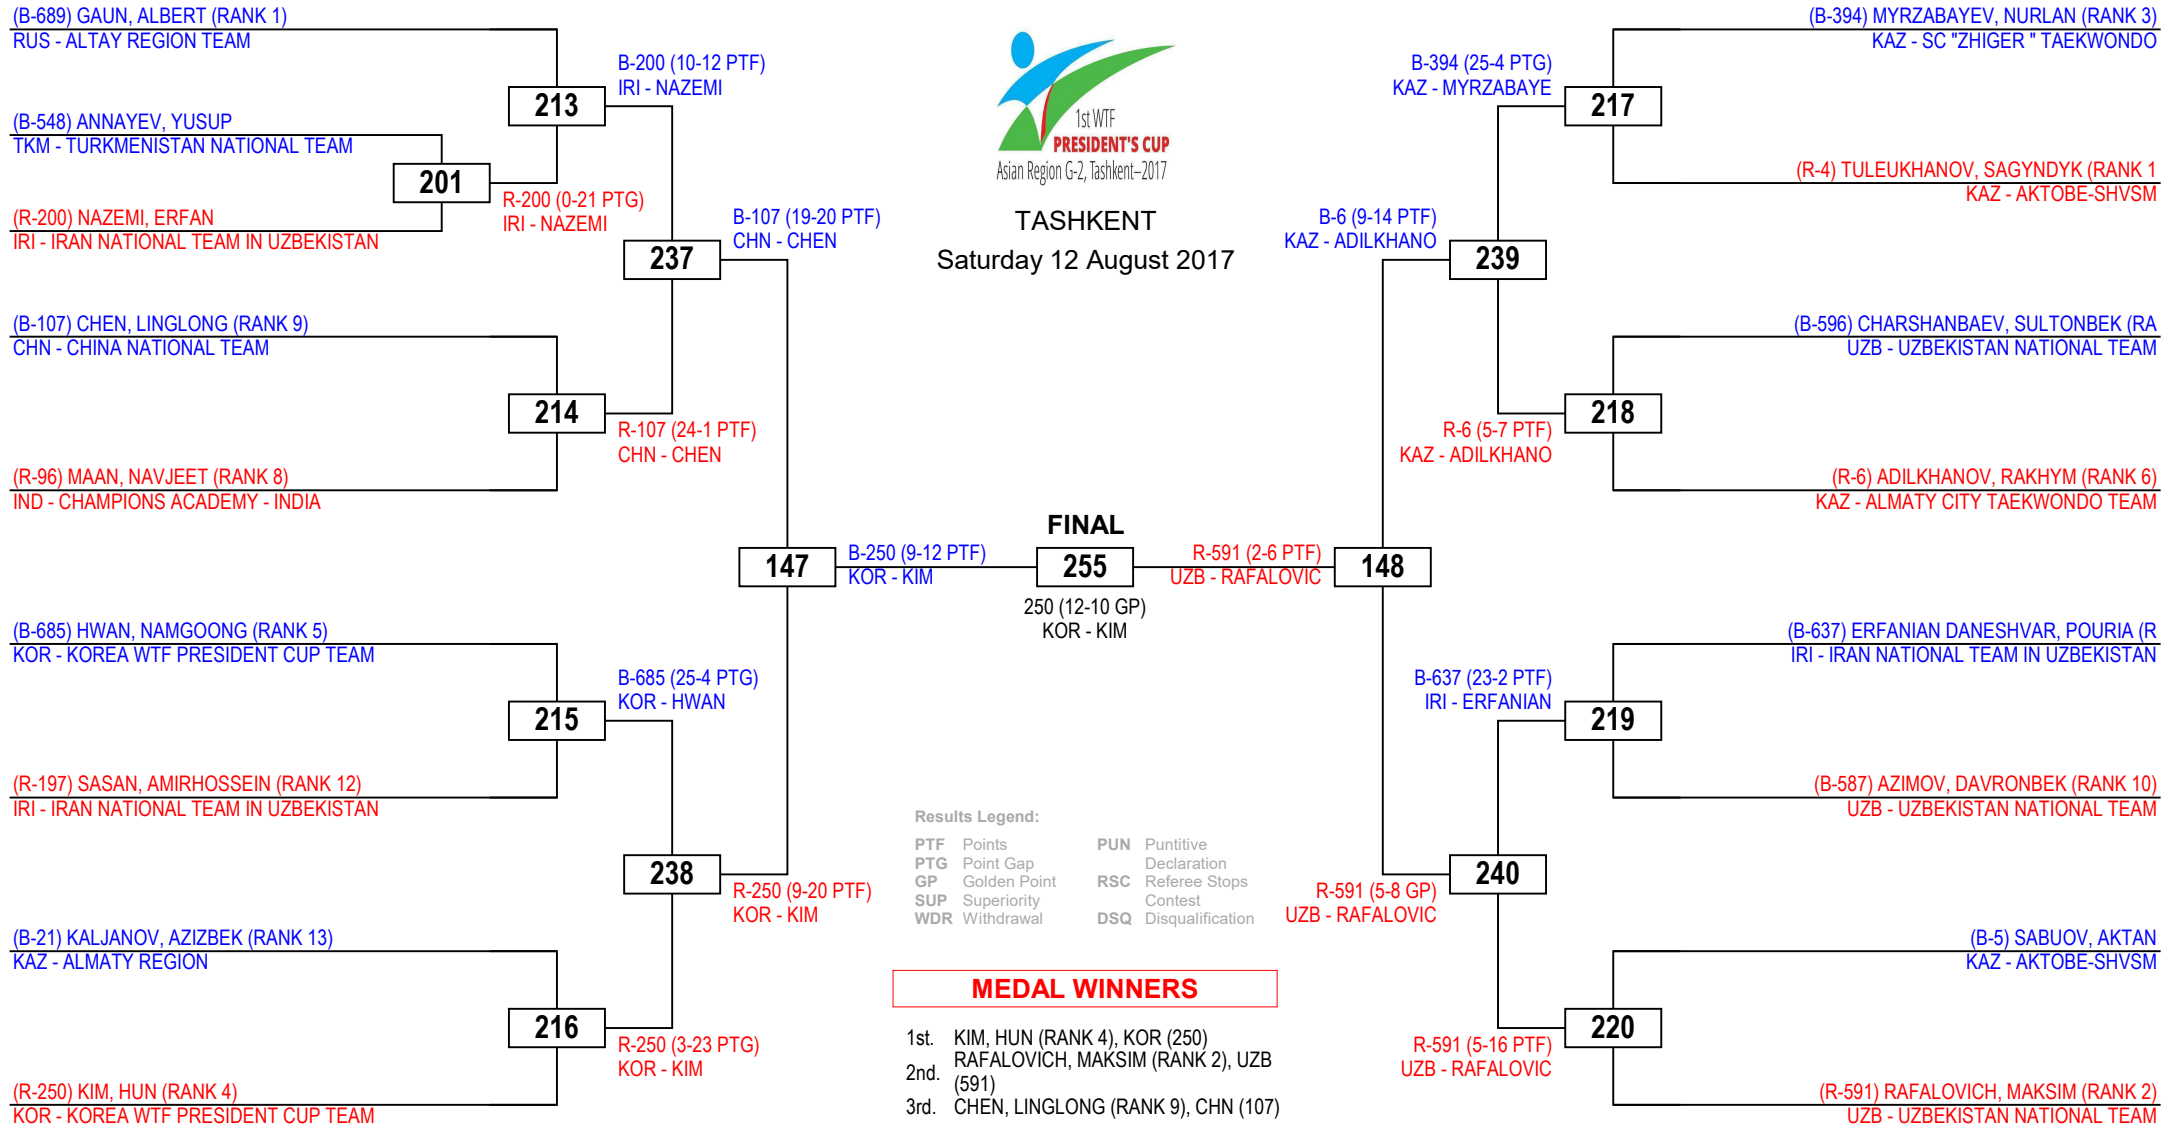 (B-689) GAUN, ALBERT (RANK 1)
RUS - ALTAY REGION TEAM
(B-548) ANNAYEV, YUSUP
TKM - TURKMENISTAN NATIONAL TEAM
(R-200) NAZEMI, ERFAN
IRI - IRAN NATIONAL TEAM IN UZBEKISTAN
(B-107) CHEN, LINGLONG (RANK 9)
CHN - CHINA NATIONAL TEAM
(R-96) MAAN, NAVJEET (RANK 8)
IND - CHAMPIONS ACADEMY - INDIA
(B-685) HWAN, NAMGOONG (RANK 5)
KOR - KOREA WTF PRESIDENT CUP TEAM
(R-197) SASAN, AMIRHOSSEIN (RANK 12)
IRI - IRAN NATIONAL TEAM IN UZBEKISTAN
(B-21) KALJANOV, AZIZBEK (RANK 13)
KAZ - ALMATY REGION
(R-250) KIM, HUN (RANK 4)
KOR - KOREA WTF PRESIDENT CUP TEAM
201
R-200 (0-21 PTG)
IRI - NAZEMI
213
B-200 (10-12 PTF)
IRI - NAZEMI
214
R-107 (24-1 PTF)
CHN - CHEN
215
B-685 (25-4 PTG)
KOR - HWAN
216
R-250 (3-23 PTG)
KOR - KIM
237
B-107 (19-20 PTF)
CHN - CHEN
238
R-250 (9-20 PTF)
KOR - KIM
147
B-250 (9-12 PTF)
KOR - KIM
1st WTF
PRESIDENT'S CUP
Asian Region G-2, Tashkent–2017
TASHKENT
Saturday 12 August 2017
FINAL
255
250 (12-10 GP)
KOR - KIM
Results Legend:
PTF Points
PTG Point Gap
GP Golden Point
SUP Superiority
WDR Withdrawal
PUN Puntitive
Declaration
RSC Referee Stops
Contest
DSQ Disqualification
MEDAL WINNERS
1st. KIM, HUN (RANK 4), KOR (250)
2nd. RAFALOVICH, MAKSIM (RANK 2), UZB
(591)
3rd. CHEN, LINGLONG (RANK 9), CHN (107)
R-591 (2-6 PTF)
UZB - RAFALOVIC
148
B-6 (9-14 PTF)
KAZ - ADILKHANO
239
R-591 (5-8 GP)
UZB - RAFALOVIC
240
B-394 (25-4 PTG)
KAZ - MYRZABAYE
217
R-6 (5-7 PTF)
KAZ - ADILKHANO
218
B-637 (23-2 PTF)
IRI - ERFANIAN
219
R-591 (5-16 PTF)
UZB - RAFALOVIC
220
(B-394) MYRZABAYEV, NURLAN (RANK 3)
KAZ - SC "ZHIGER " TAEKWONDO
(R-4) TULEUKHANOV, SAGYNDYK (RANK 1
KAZ - AKTOBE-SHVSM
(B-596) CHARSHANBAEV, SULTONBEK (RA
UZB - UZBEKISTAN NATIONAL TEAM
(R-6) ADILKHANOV, RAKHYM (RANK 6)
KAZ - ALMATY CITY TAEKWONDO TEAM
(B-637) ERFANIAN DANESHVAR, POURIA (R
IRI - IRAN NATIONAL TEAM IN UZBEKISTAN
(B-587) AZIMOV, DAVRONBEK (RANK 10)
UZB - UZBEKISTAN NATIONAL TEAM
(B-5) SABUOV, AKTAN
KAZ - AKTOBE-SHVSM
(R-591) RAFALOVICH, MAKSIM (RANK 2)
UZB - UZBEKISTAN NATIONAL TEAM